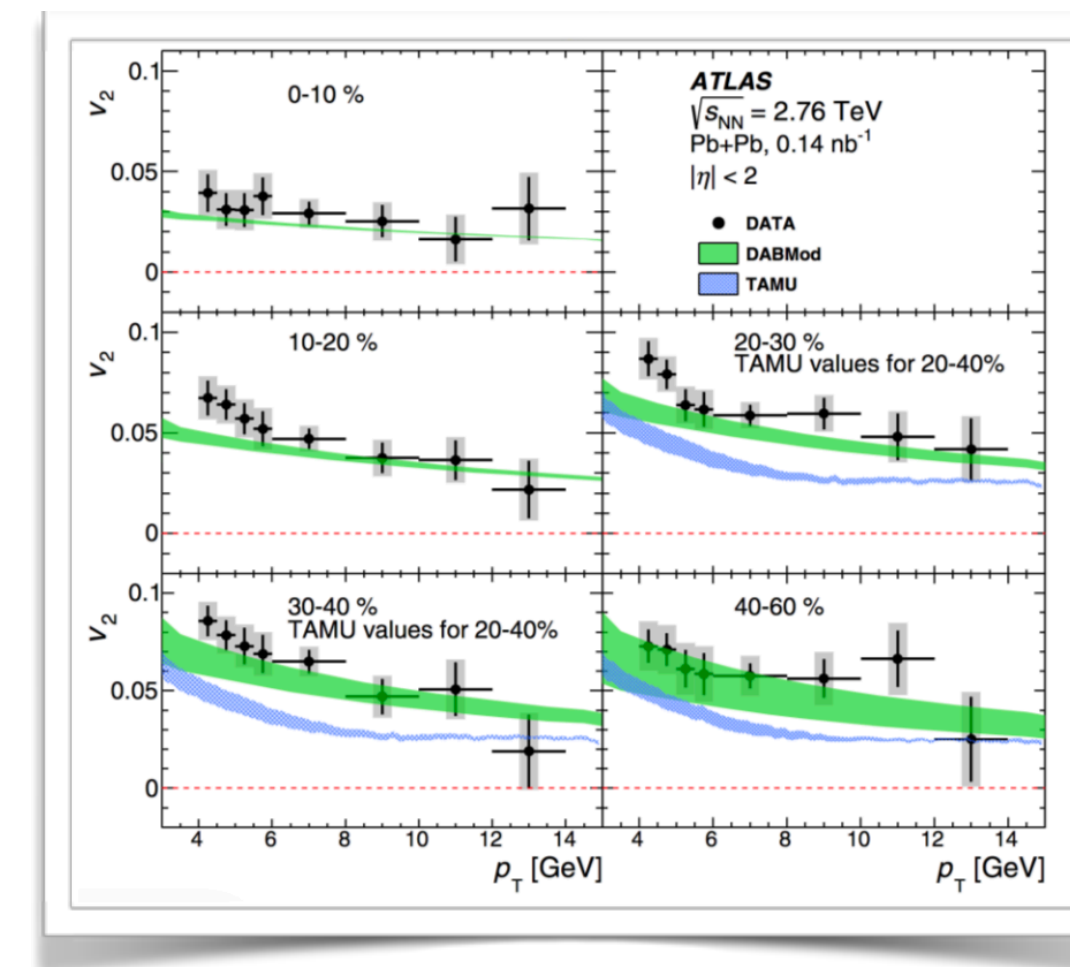 0.1
v2
0-10 %
0.05
0
ATLAS
√sNN = 2.76 TeV
Pb+Pb, 0.14 nb-1
|η| < 2
DATA
DABMod
TAMU
0.1
v2
10-20 %
0.05
0
20-30 %
TAMU values for 20-40%
0.1
v2
30-40 %
TAMU values for 20-40%
0.05
0
40-60 %
4 6 8 10 12 14
pT [GeV]
4 6 8 10 12 14
pT [GeV]